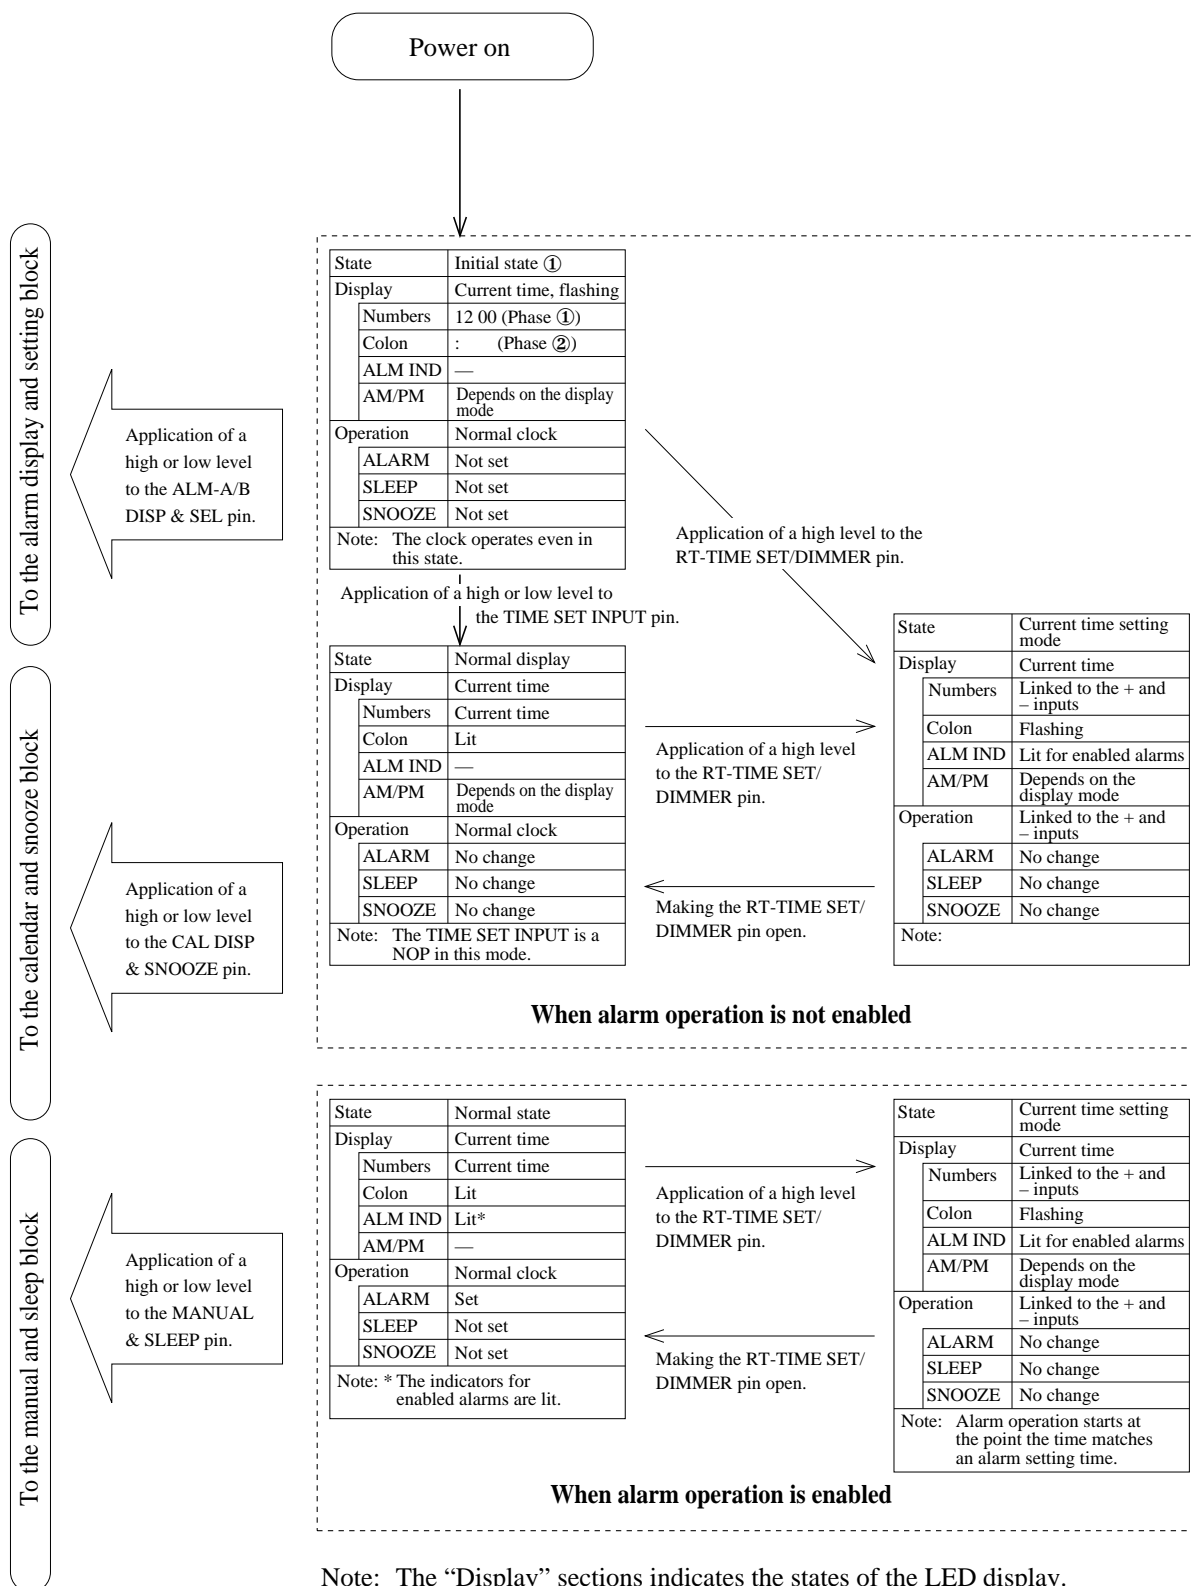 Power on
To the alarm display and setting block
Application of a
high or low level
to the ALM-A/B
DISP & SEL pin.
State Initial state ①
Display Current time, flashing
Numbers 12 00 (Phase ①)
Colon : (Phase ②)
ALM IND —
AM/PM Depends on the display
mode
Operation Normal clock
ALARM Not set
SLEEP Not set
SNOOZE Not set
Note: The clock operates even in
this state.
Application of a high level to the
RT-TIME SET/DIMMER pin.
Application of a high or low level to
the TIME SET INPUT pin.
To the calendar and snooze block
Application of a
high or low level
to the CAL DISP
& SNOOZE pin.
State Normal display
Display Current time
Numbers Current time
Colon Lit
ALM IND —
AM/PM Depends on the display
mode
Operation Normal clock
ALARM No change
SLEEP No change
SNOOZE No change
Note: The TIME SET INPUT is a
NOP in this mode.
Application of a high level
to the RT-TIME SET/
DIMMER pin.
Making the RT-TIME SET/
DIMMER pin open.
State Current time setting
mode
Display Current time
Numbers Linked to the + and
– inputs
Colon Flashing
ALM IND Lit for enabled alarms
AM/PM Depends on the
display mode
Operation Linked to the + and
– inputs
ALARM No change
SLEEP No change
SNOOZE No change
Note:
When alarm operation is not enabled
To the manual and sleep block
Application of a
high or low level
to the MANUAL
& SLEEP pin.
State Normal state
Display Current time
Numbers Current time
Colon Lit
ALM IND Lit*
AM/PM —
Operation Normal clock
ALARM Set
SLEEP Not set
SNOOZE Not set
Note: * The indicators for
enabled alarms are lit.
Application of a high level
to the RT-TIME SET/
DIMMER pin.
Making the RT-TIME SET/
DIMMER pin open.
State Current time setting
mode
Display Current time
Numbers Linked to the + and
– inputs
Colon Flashing
ALM IND Lit for enabled alarms
AM/PM Depends on the
display mode
Operation Linked to the + and
– inputs
ALARM No change
SLEEP No change
SNOOZE No change
Note: Alarm operation starts at
the point the time matches
an alarm setting time.
When alarm operation is enabled
Note: The “Display” sections indicates the states of the LED display.